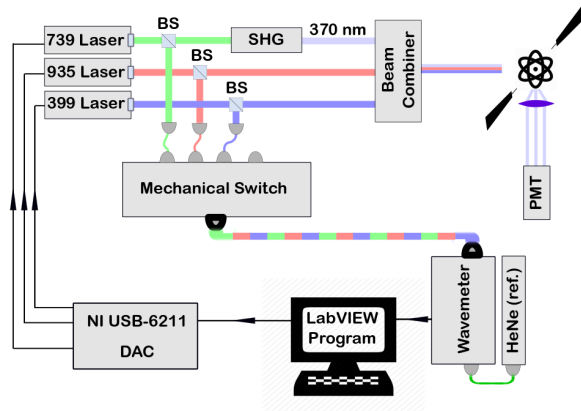 BS
370 nm
739 Laser
SHG
BS
935 Laser
BS
399 Laser
Beam
Combiner
Mechanical Switch
PMT
Wavemeter
HeNe (ref.)
LabVIEW
Program
NI USB-6211
DAC